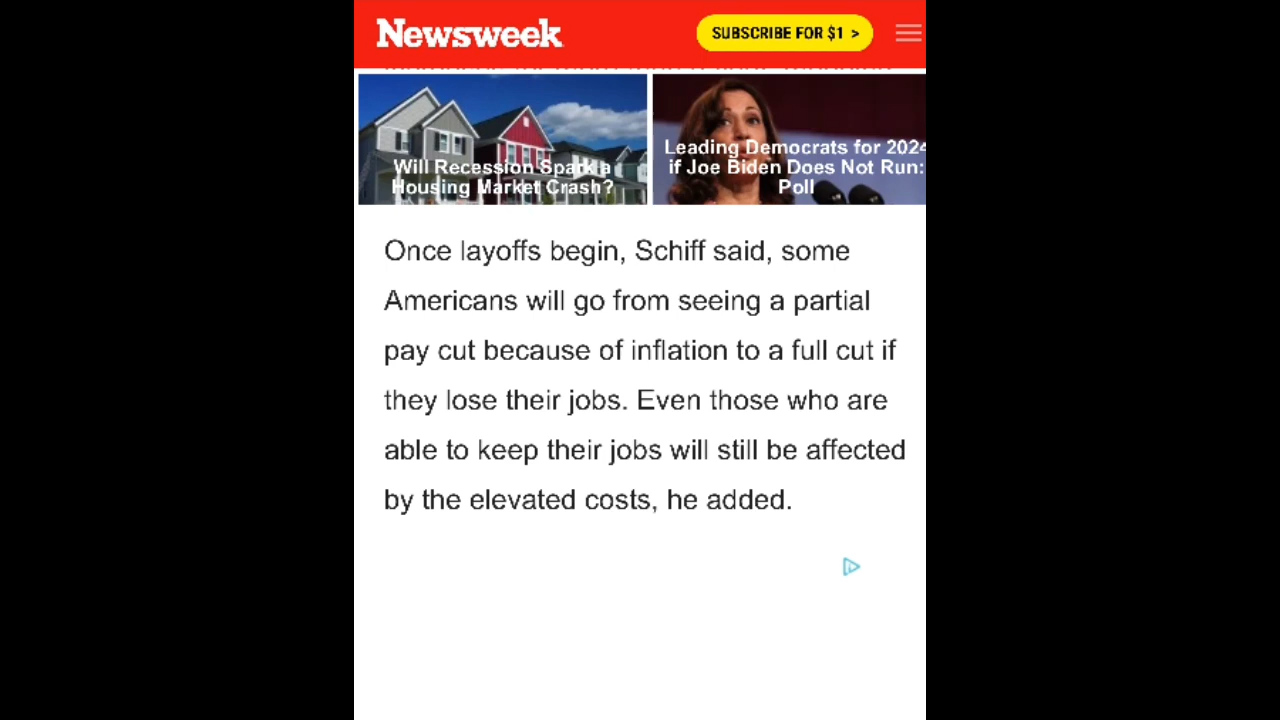 Newsweek
SUBSCRIBE FOR $1 >
Will Recession Spark a
Housing Market Crash?
Leading Democrats for 2024
if Joe Biden Does Not Run:
Poll
Once layoffs begin, Schiff said, some
Americans will go from seeing a partial
pay cut because of inflation to a full cut if
they lose their jobs. Even those who are
able to keep their jobs will still be affected
by the elevated costs, he added.